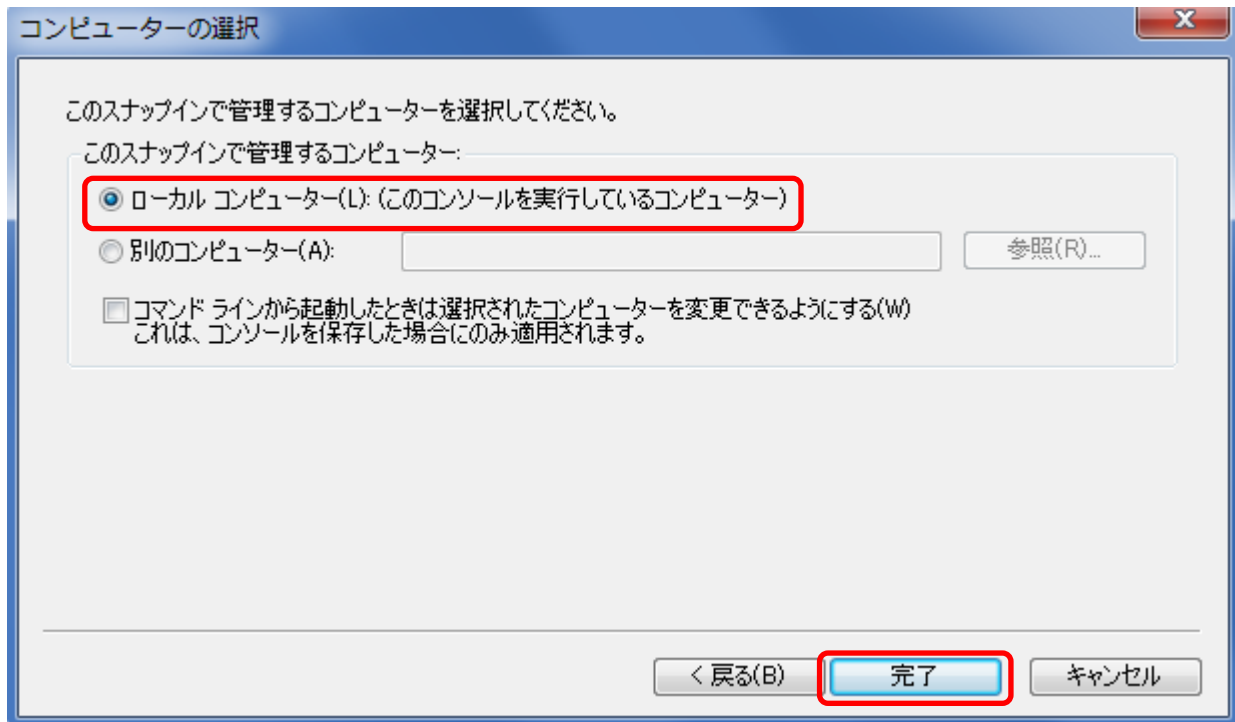 コンピューターの選択
このスナップインで管理するコンピューターを選択してください。
このスナップインで管理するコンピューター:
ローカル コンピューター(L): (このコンソールを実行しているコンピューター)
別のコンピューター(A):
参照(R)...
コマンド ラインから起動したときは選択されたコンピューターを変更できるようにする(W)
これは、コンソールを保存した場合にのみ適用されます。
< 戻る(B)
完了
キャンセル